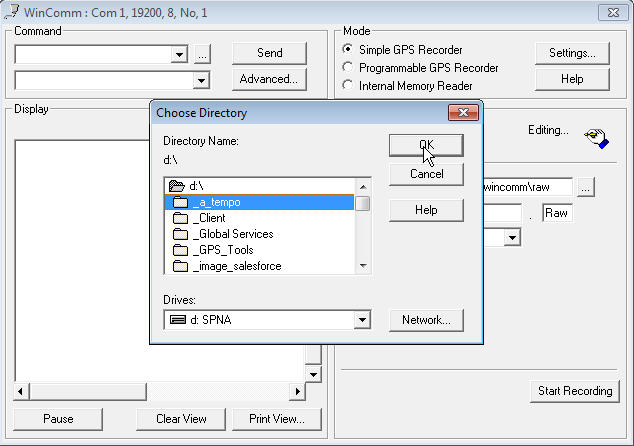 WinComm : Com 1, 19200, 8, No, 1
Command
...
Send
Advanced...
Mode
Simple GPS Recorder
Programmable GPS Recorder
Internal Memory Reader
Settings...
Help
Display
Editing...
Choose Directory
Directory Name:
d:\
d:\
_a_tempo
_Client
_Global Services
_GPS_Tools
_image_salesforce
OK
Cancel
Help
Drives:
d: SPNA
Network...
wincomm\raw
...
. Raw
Start Recording
Pause
Clear View
Print View...